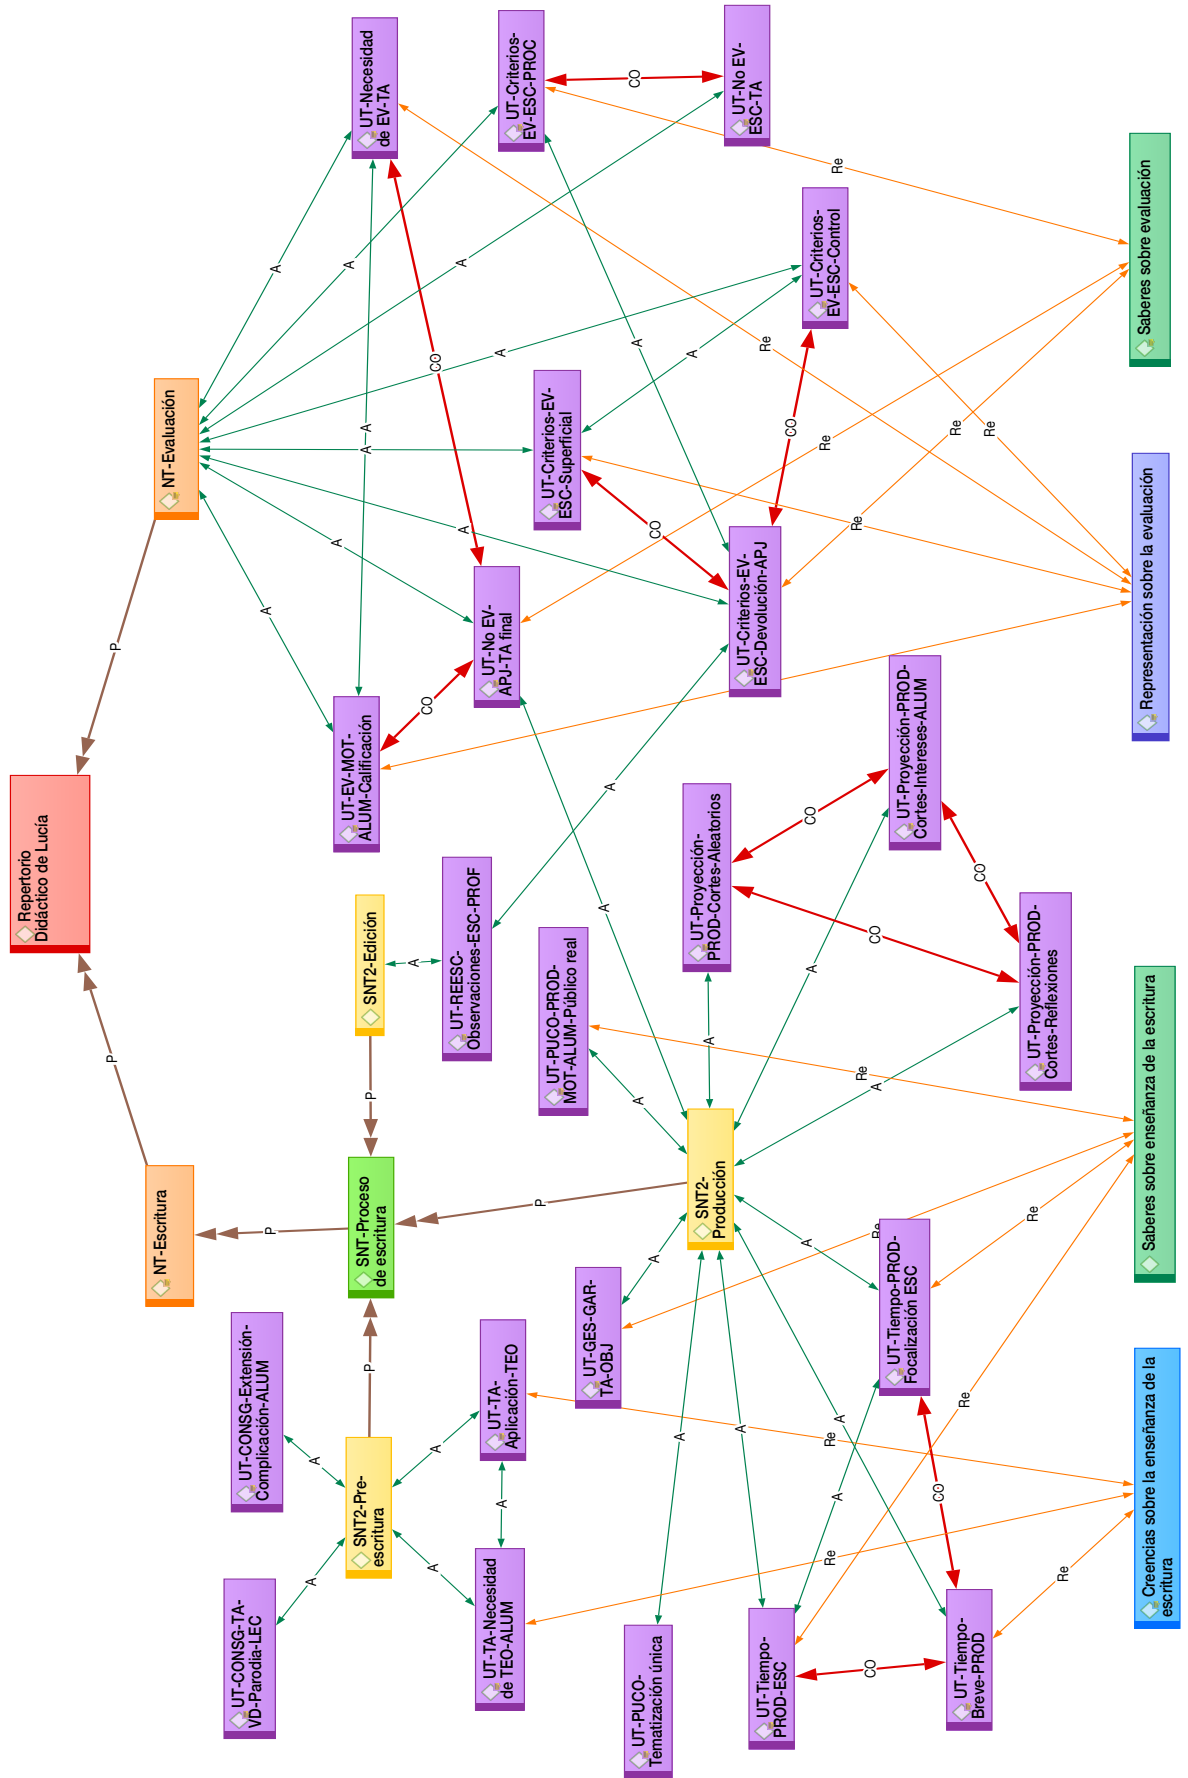 Repertorio
Didáctico de Lucía
P
P
NT-Escritura
NT-Evaluación
P
SNT-Proceso
de escritura
P
P
P
SNT2-Pre-
escritura
SNT2-Edición
SNT2-
Producción
UT-CONSG-TA-
VD-Parodia-LEC
UT-CONSG-Extensión-
Complicación-ALUM
UT-TA-Necesidad
de TEO-ALUM
UT-TA-
Aplicación-TEO
A
A
A
A
A
UT-REESC-
Observaciones-ESC-PROF
A
UT-PUCO-PROD-
MOT-ALUM-Público real
UT-GES-GAR-
TA-OBJ
UT-PUCO-
Tematización única
UT-Tiempo-
PROD-ESC
UT-Tiempo-
Breve-PROD
UT-Tiempo-PROD-
Focalización ESC
UT-Proyección-
PROD-Cortes-Aleatorios
UT-Proyección-PROD-
Cortes-Intereses-ALUM
UT-Proyección-PROD-
Cortes-Reflexiones
A
A
A
A
A
A
A
A
A
A
A
A
CO
CO
CO
CO
CO
UT-EV-MOT-
ALUM-Calificación
UT-No EV-
APJ-TA final
UT-Necesidad
de EV-TA
UT-Criterios-
EV-ESC-PROC
UT-No EV-
ESC-TA
UT-Criterios-EV-
ESC-Superficial
UT-Criterios-
EV-ESC-Control
UT-Criterios-EV-
ESC-Devolución-APJ
A
A
A
A
A
A
A
A
A
A
A
A
CO
CO
CO
CO
CO
Re
Re
Re
Re
Re
Re
Re
Re
Re
Re
Re
Re
Re
Re
Creencias sobre la enseñanza de la
escritura
Saberes sobre enseñanza de la escritura
Representación sobre la evaluación
Saberes sobre evaluación